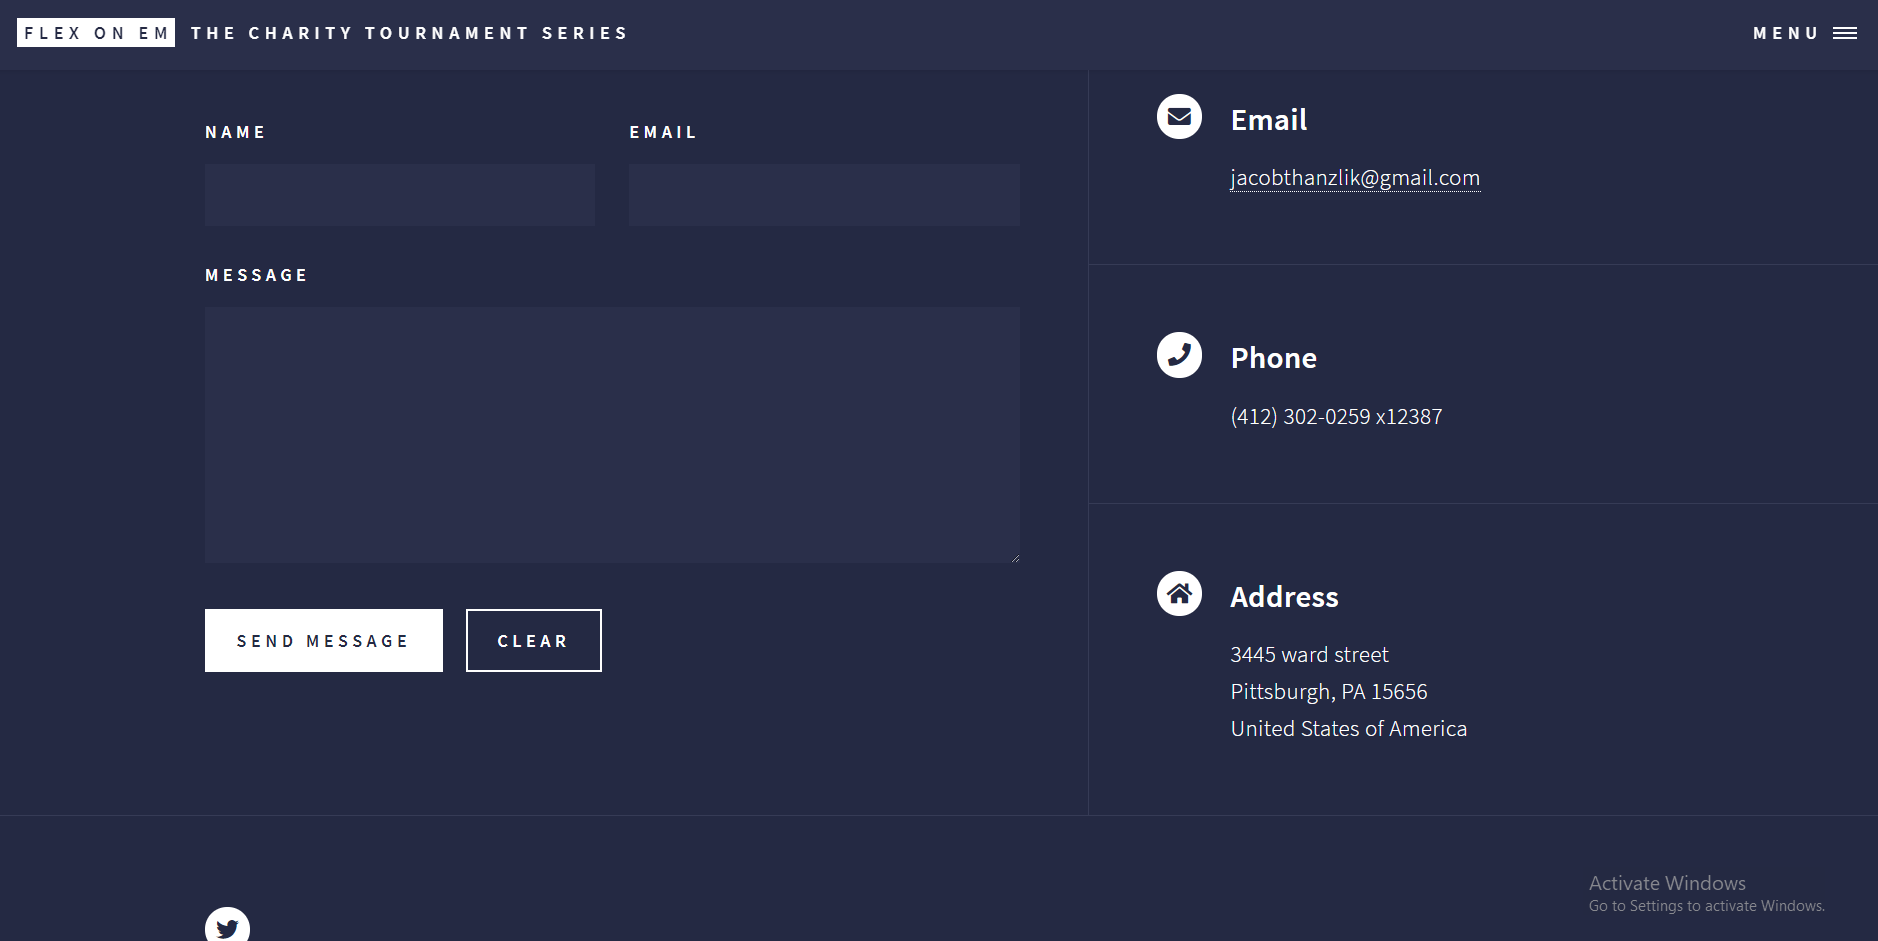 FLEX ON EM THE CHARITY TOURNAMENT SERIES
MENU
NAME
EMAIL
MESSAGE
SEND MESSAGE
CLEAR
Email
jacobthanzlik@gmail.com
Phone
(412) 302-0259 x12387
Address
3445 ward street
Pittsburgh, PA 15656
United States of America
Activate Windows
Go to Settings to activate Windows.